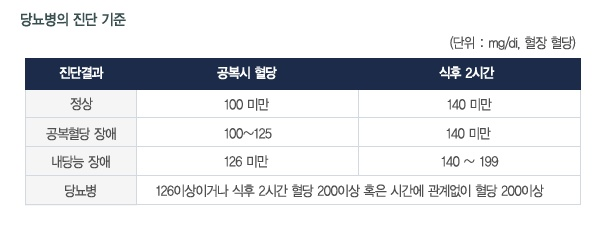 당뇨병의 진단 기준
(단위 : mg/di, 혈장 혈당)
진단결과 공복시 혈당 식후 2시간
정상 100 미만 140 미만
공복혈당 장애 100~125 140 미만
내당능 장애 126 미만 140 ~ 199
당뇨병 126이상이거나 식후 2시간 혈당 200이상 혹은 시간에 관계없이 혈당 200이상